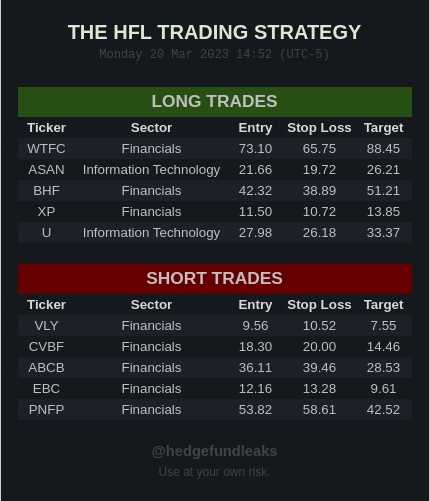 THE HFL TRADING STRATEGY
Monday 20 Mar 2023 14:52 (UTC-5)
LONG TRADES
Ticker Sector Entry Stop Loss Target
WTFC Financials 73.10 65.75 88.45
ASAN Information Technology 21.66 19.72 26.21
BHF Financials 42.32 38.89 51.21
XP Financials 11.50 10.72 13.85
U Information Technology 27.98 26.18 33.37
SHORT TRADES
Ticker Sector Entry Stop Loss Target
VLY Financials 9.56 10.52 7.55
CVBF Financials 18.30 20.00 14.46
ABCB Financials 36.11 39.46 28.53
EBC Financials 12.16 13.28 9.61
PNFP Financials 53.82 58.61 42.52
@hedgefundleaks
Use at your own risk.